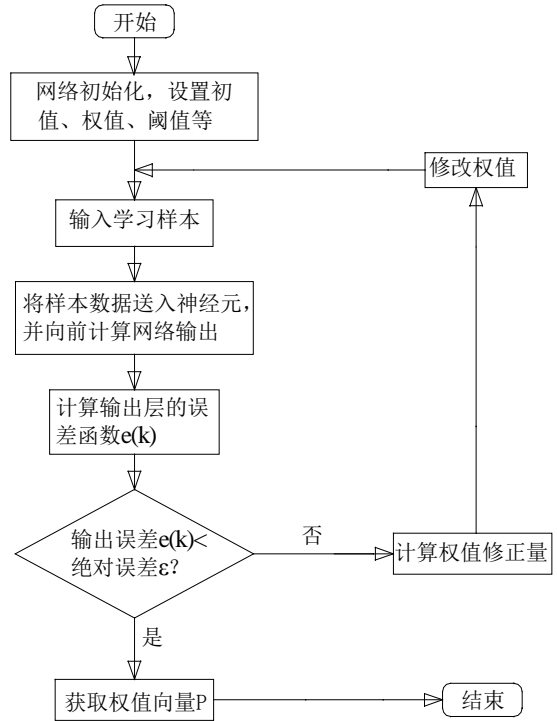 开始
网络初始化，设置初
值、权值、阈值等
修改权值
输入学习样本
将样本数据送入神经元，
并向前计算网络输出
计算输出层的误
差函数e(k)
输出误差e(k)<
绝对误差ε？
否
计算权值修正量
是
获取权值向量P
结束